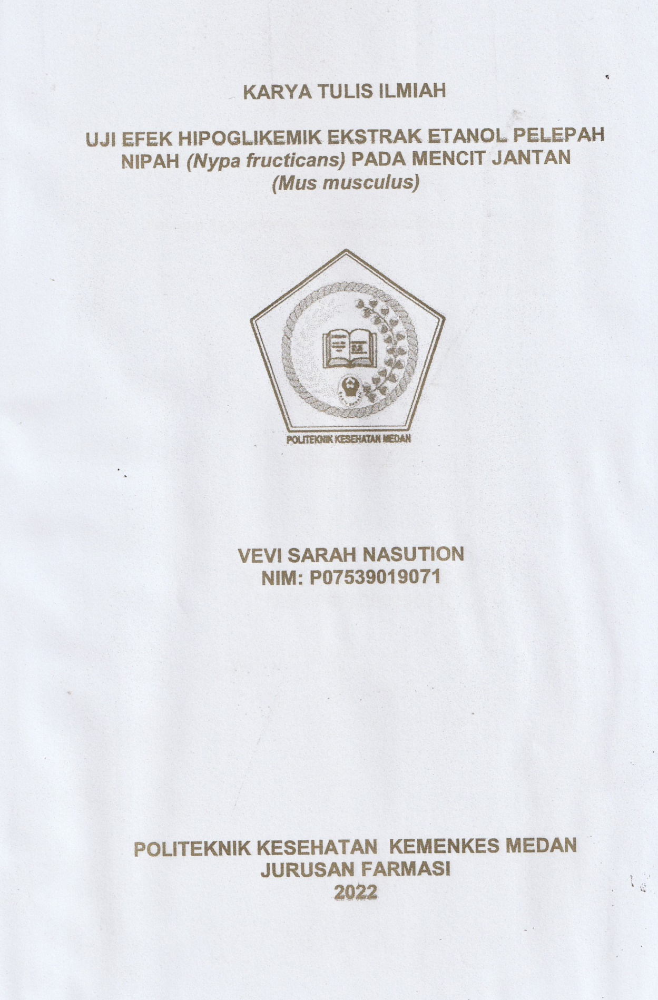 KARYA TULIS ILMIAH
UJI EFEK HIPOGLIKEMIK EKSTRAK ETANOL PELEPAH
NIPAH (Nypa fructicans) PADA MENCIT JANTAN
(Mus musculus)
POLITEKNIK KESEHATAN MEDAN
VEVI SARAH NASUTION
NIM: P07539019071
POLITEKNIK KESEHATAN KEMENKES MEDAN
JURUSAN FARMASI
2022